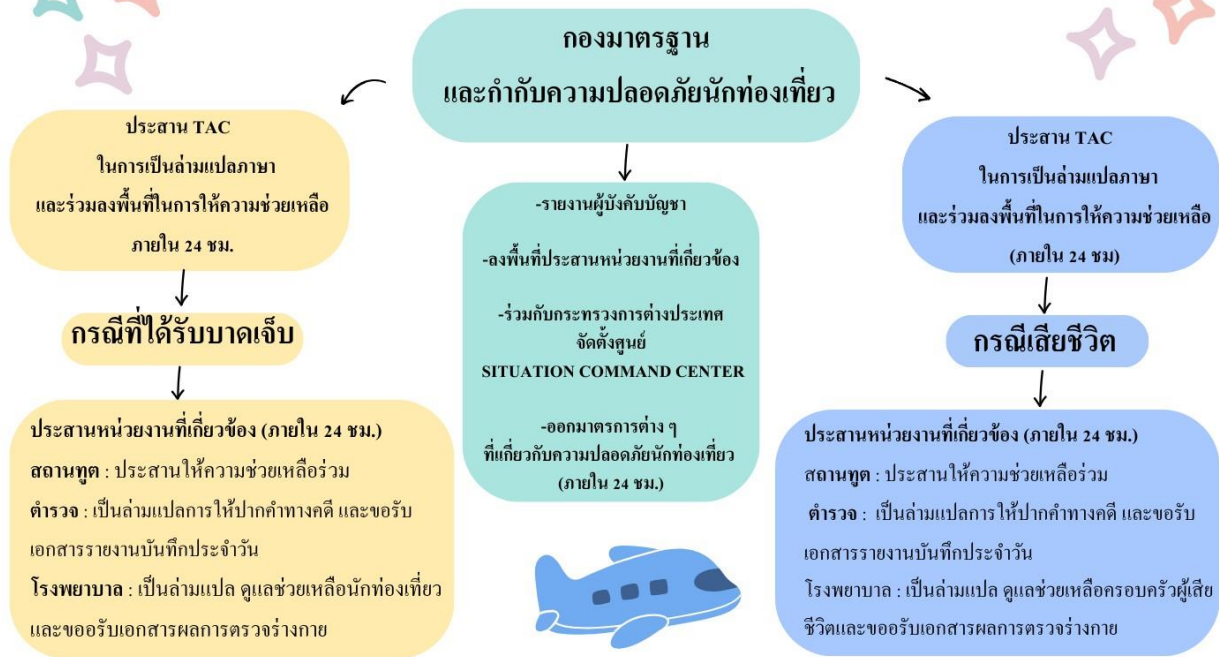 กองมาตรฐาน
และกำกับความปลอดภัยนักท่องเที่ยว
ประสาน TAC
ในการเป็นล่ามแปลภาษา
และร่วมลงพื้นที่ในการให้ความช่วยเหลือ
ภายใน 24 ชม.
กรณีที่ได้รับบาดเจ็บ
ประสานหน่วยงานที่เกี่ยวข้อง (ภายใน 24 ชม.)
สถานทูต : ประสานให้ความช่วยเหลือร่วม
ตำรวจ : เป็นล่ามแปลการให้ปากคำทางคดี และขอรับ
เอกสารรายงานบันทึกประจำวัน
โรงพยาบาล : เป็นล่ามแปล ดูแลช่วยเหลือนักท่องเที่ยว
และขออรับเอกสารผลการตรวจร่างกาย
-รายงานผู้บังคับบัญชา
-ลงพื้นที่ประสานหน่วยงานที่เกี่ยวข้อง
-ร่วมกับกระทรวงการต่างประเทศ
จัดตั้งศูนย์
SITUATION COMMAND CENTER
-ออกมาตรการต่าง ๆ
ที่แกี่ยวกับความปลอดภัยนักท่องเที่ยว
(ภายใน 24 ชม.)
ประสาน TAC
ในการเป็นล่ามแปลภาษา
และร่วมลงพื้นที่ในการให้ความช่วยเหลือ
(ภายใน 24 ชม)
กรณีเสียชีวิต
ประสานหน่วยงานที่เกี่ยวข้อง (ภายใน 24 ชม.)
สถานทูต : ประสานให้ความช่วยเหลือร่วม
ตำรวจ : เป็นล่ามแปลการให้ปากคำทางคดี และขอรับ
เอกสารรายงานบันทึกประจำวัน
โรงพยาบาล : เป็นล่ามแปล ดูแลช่วยเหลือครอบครัวผู้เสีย
ชีวิตและขออรับเอกสารผลการตรวจร่างกาย